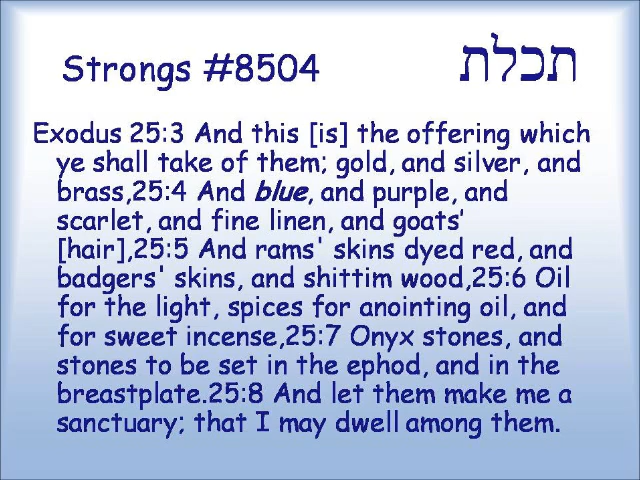 Strongs #8504 תכלת
Exodus 25:3 And this [is] the offering which
ye shall take of them; gold, and silver, and
brass,25:4 And blue, and purple, and
scarlet, and fine linen, and goats'
[hair],25:5 And rams' skins dyed red, and
badgers' skins, and shittim wood,25:6 Oil
for the light, spices for anointing oil, and
for sweet incense,25:7 Onyx stones, and
stones to be set in the ephod, and in the
breastplate.25:8 And let them make me a
sanctuary; that I may dwell among them.